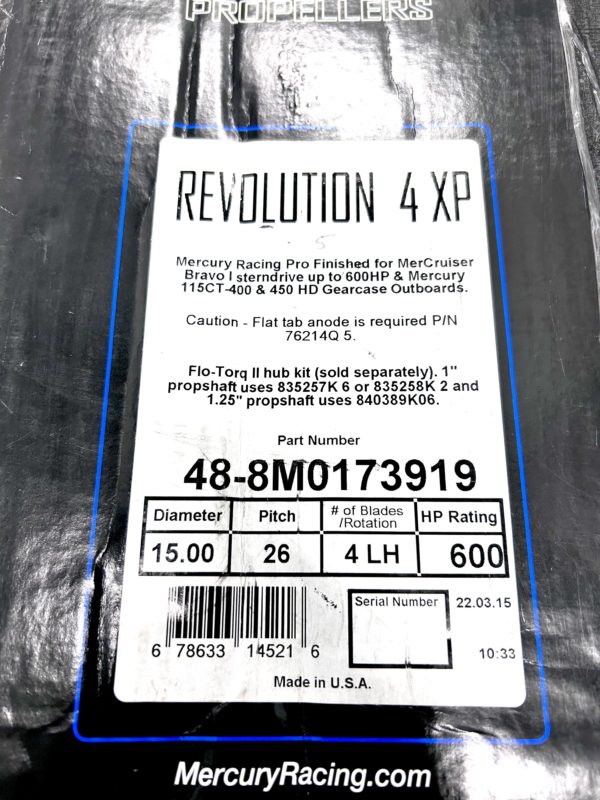 PROPELLERS
REVOLUTION 4 XP
Mercury Racing Pro Finished for MerCruiser
Bravo I sterndrive up to 600HP & Mercury
115CT-400 & 450 HD Gearcase Outboards.
Caution - Flat tab anode is required P/N
76214Q 5.
Flo-Torq II hub kit (sold separately). 1"
propshaft uses 835257K 6 or 835258K 2 and
1.25" propshaft uses 840389K06.
Part Number
48-8M0173919
Diameter Pitch # of Blades /Rotation HP Rating
15.00 26 4 LH 600
Serial Number 22.03.15
10:33
6 78633 14521 6
Made in U.S.A.
MercuryRacing.com